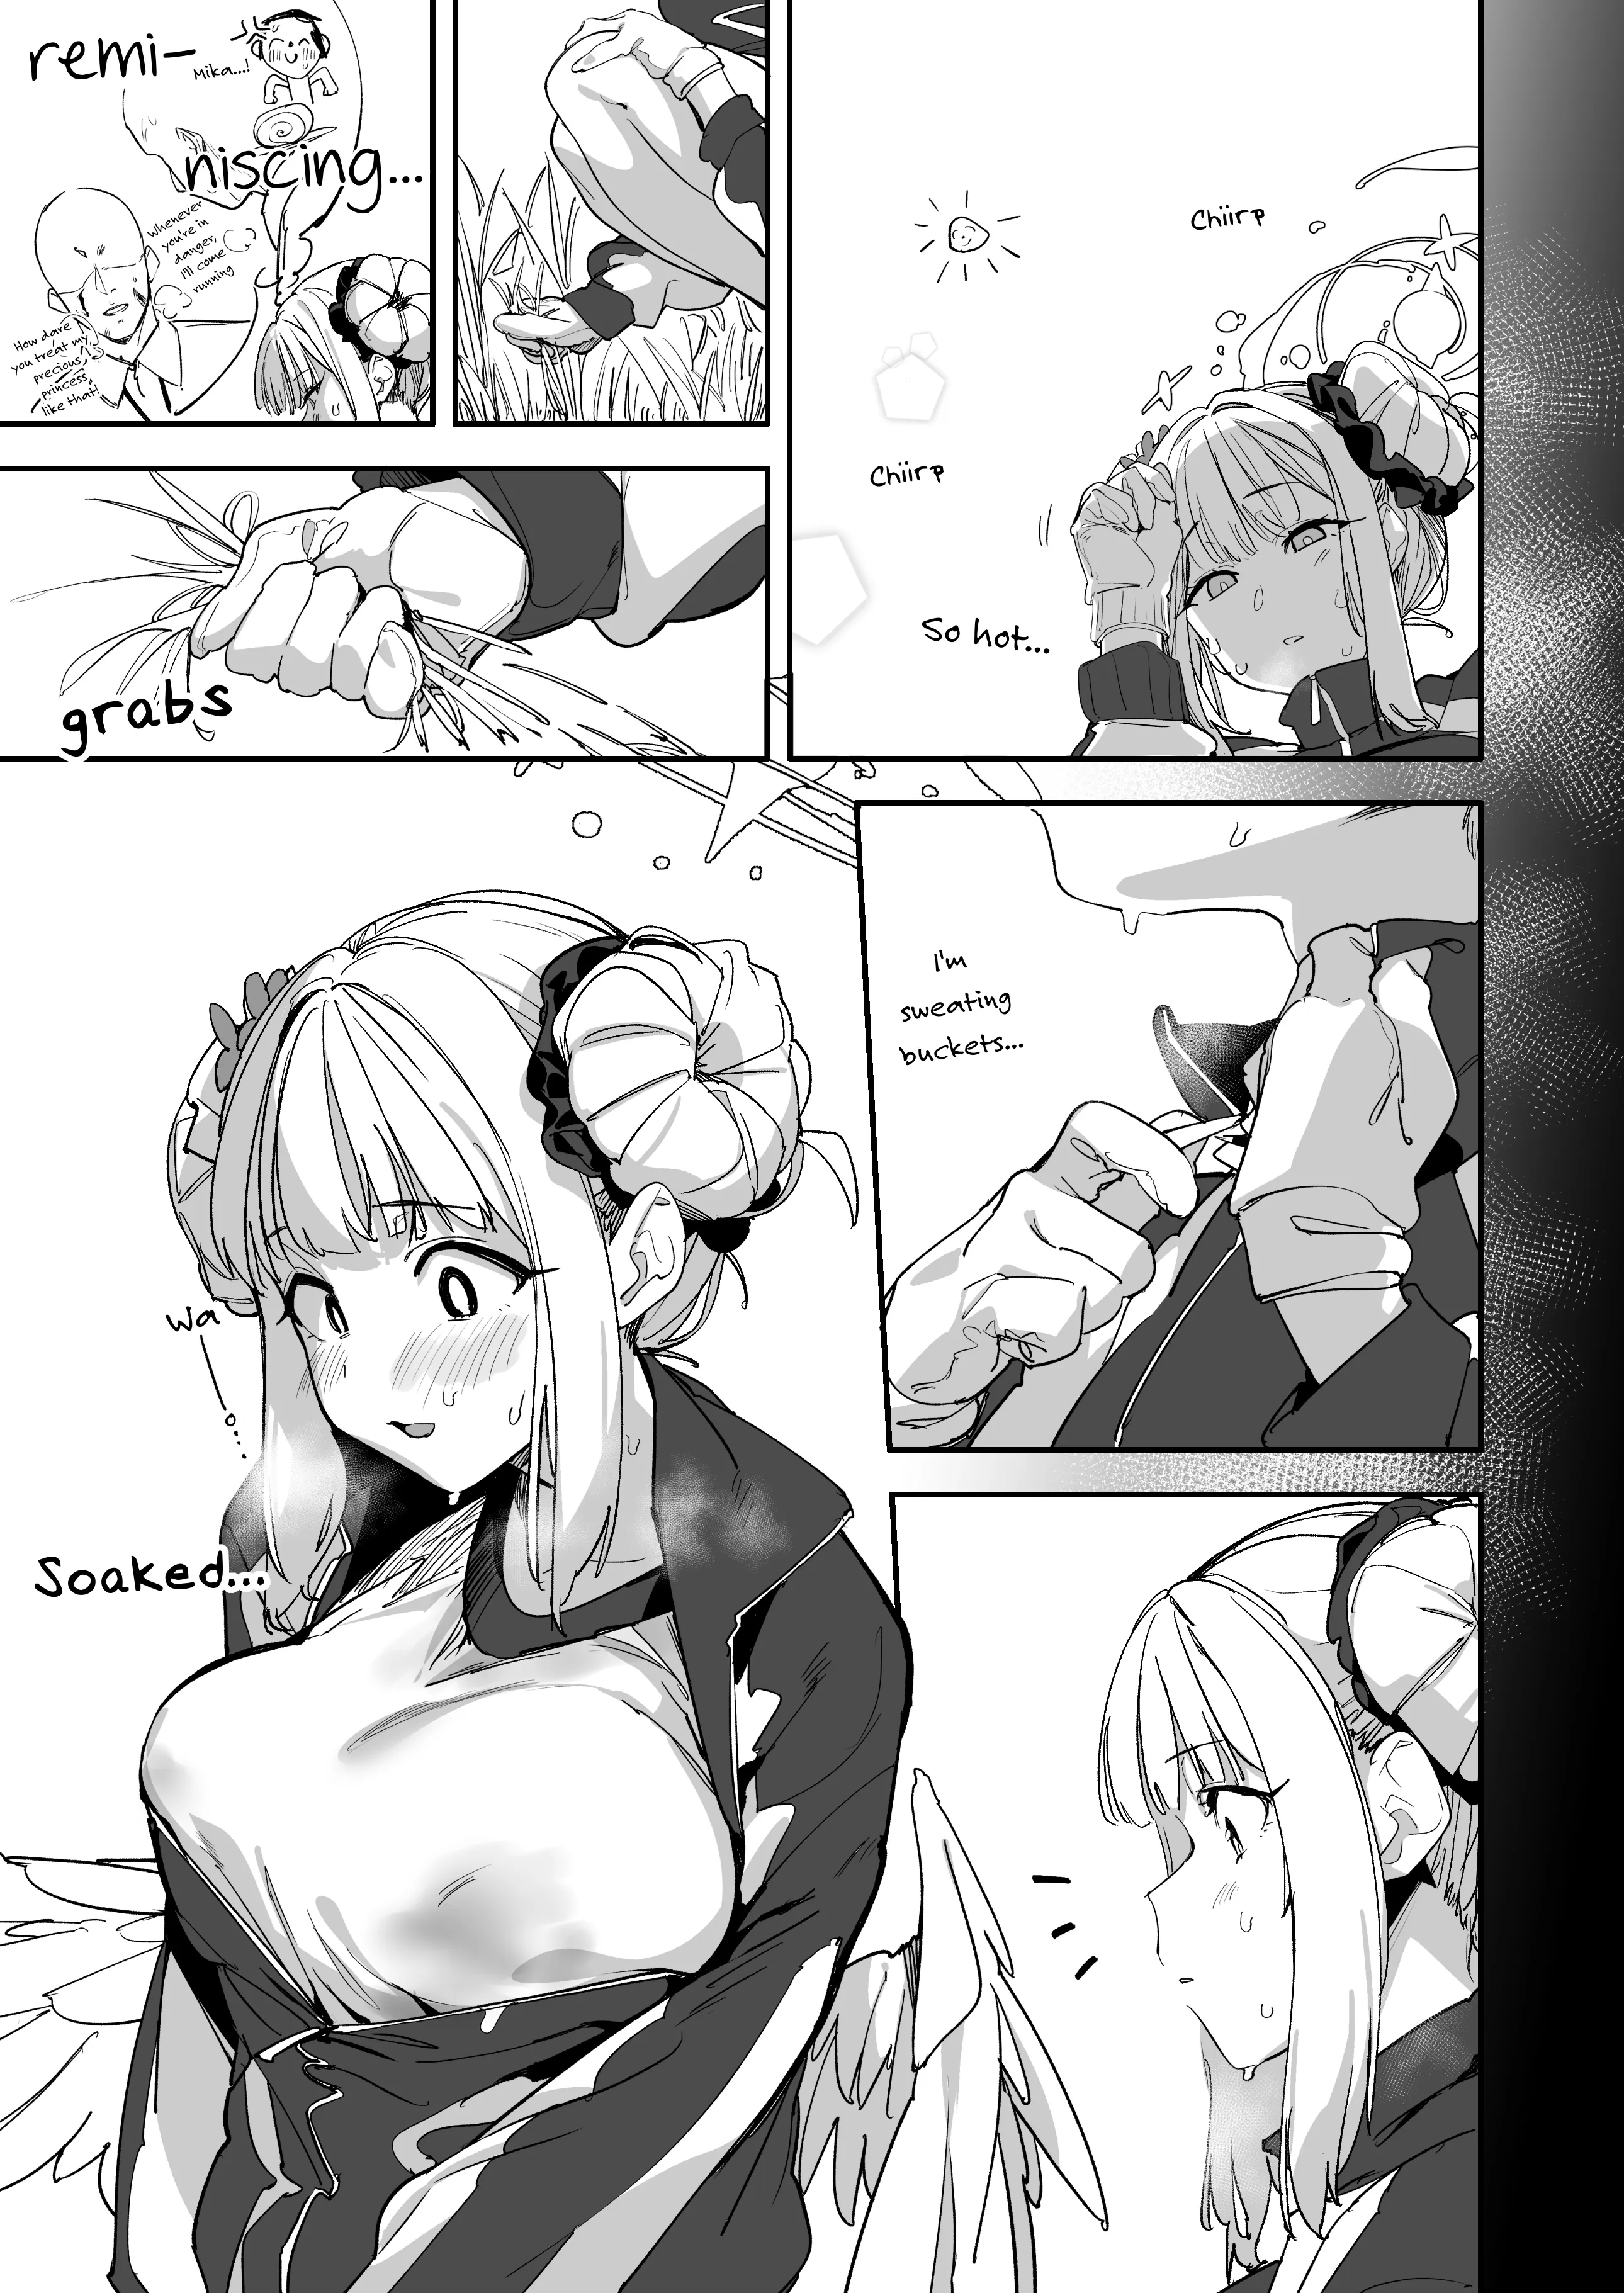 Chiirp
Chiirp
So hot...
remi-
niscing...
Mika...!
Whenever
you're in
danger,
I'll come
running
How dare
you treat my
precious
princess
like that!
grabs
I'm
sweating
buckets...
Wa
Soaked...